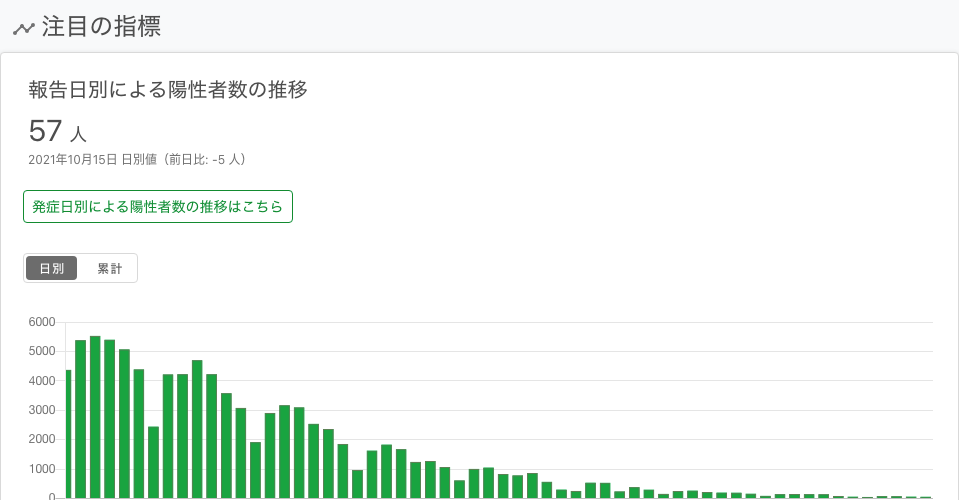 注目の指標
報告日別による陽性者数の推移
57 人
2021年10月15日 日別値（前日比: -5 人）
発症日別による陽性者数の推移はこちら
日別 累計
6000
5000
4000
3000
2000
1000
0